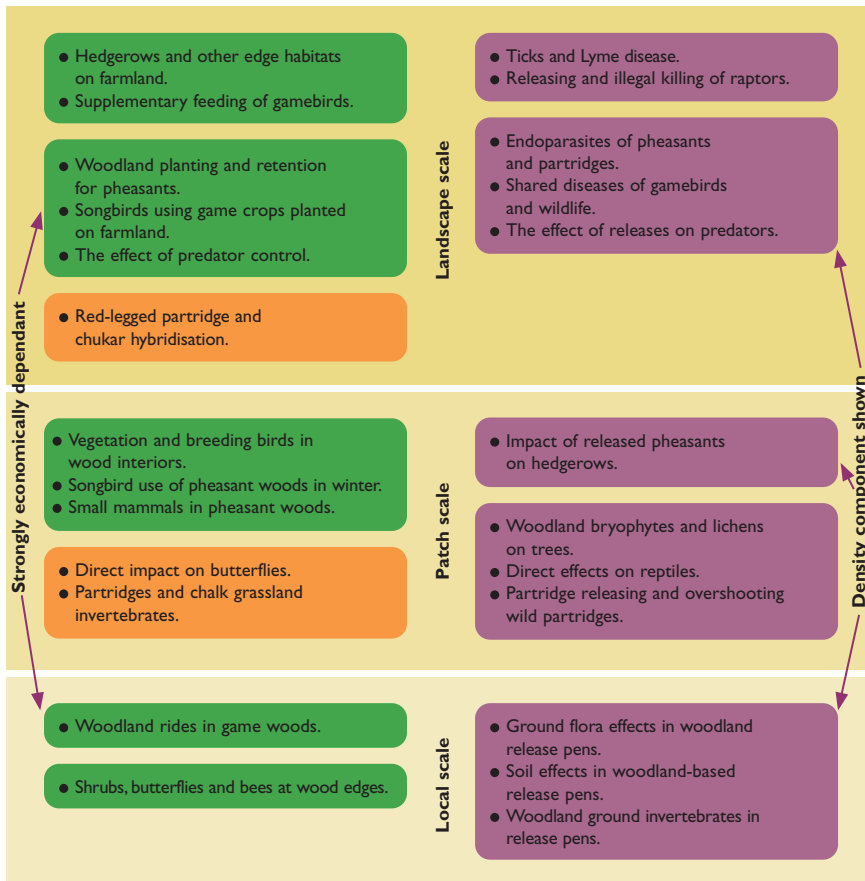 ● Hedgerows and other edge habitats
on farmland.
● Supplementary feeding of gamebirds.
● Woodland planting and retention
for pheasants.
● Songbirds using game crops planted
on farmland.
● The effect of predator control.
● Red-legged partridge and
chukar hybridisation.
Landscape scale
● Ticks and Lyme disease.
● Releasing and illegal killing of raptors.
● Endoparasites of pheasants
and partridges.
● Shared diseases of gamebirds
and wildlife.
● The effect of releases on predators.
Strongly economically dependant
● Vegetation and breeding birds in
wood interiors.
● Songbird use of pheasant woods in winter.
● Small mammals in pheasant woods.
● Direct impact on butterflies.
● Partridges and chalk grassland
invertebrates.
Patch scale
● Impact of released pheasants
on hedgerows.
● Woodland bryophytes and lichens
on trees.
● Direct effects on reptiles.
● Partridge releasing and overshooting
wild partridges.
Density component shown
● Woodland rides in game woods.
● Shrubs, butterflies and bees at wood edges.
Local scale
● Ground flora effects in woodland
release pens.
● Soil effects in woodland-based
release pens.
● Woodland ground invertebrates in
release pens.